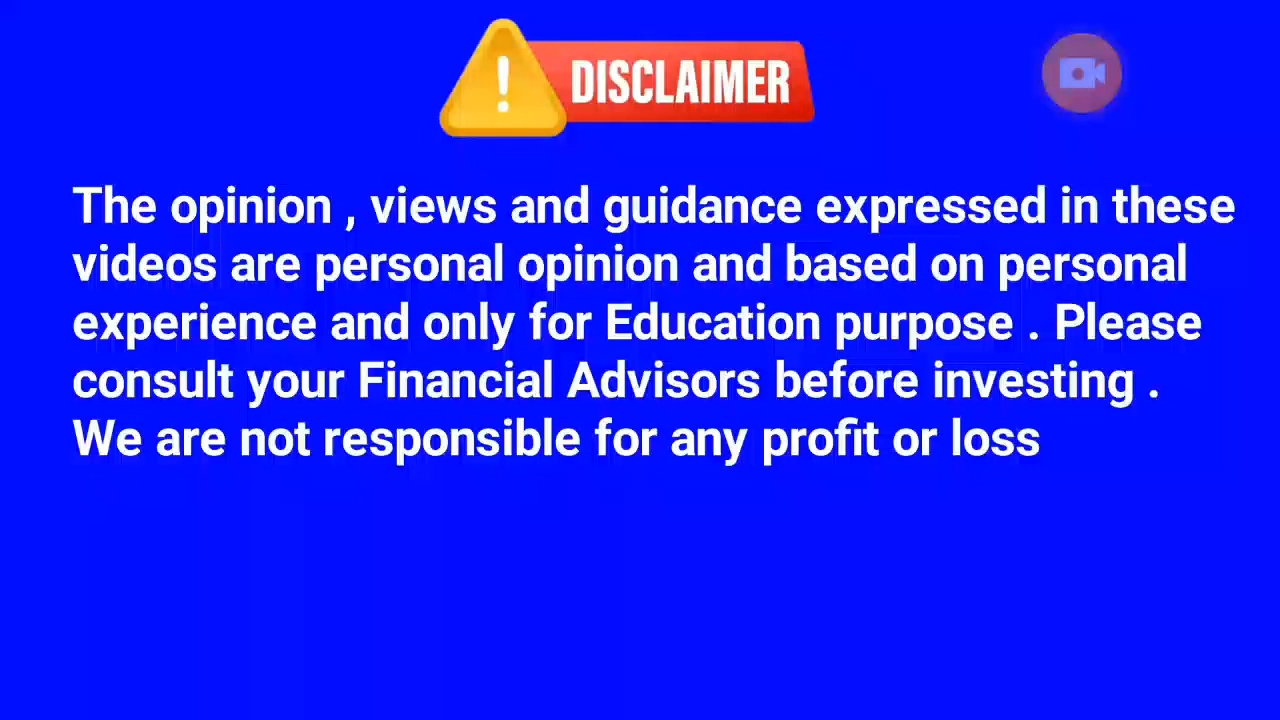 DISCLAIMER
The opinion , views and guidance expressed in these
videos are personal opinion and based on personal
experience and only for Education purpose . Please
consult your Financial Advisors before investing .
We are not responsible for any profit or loss